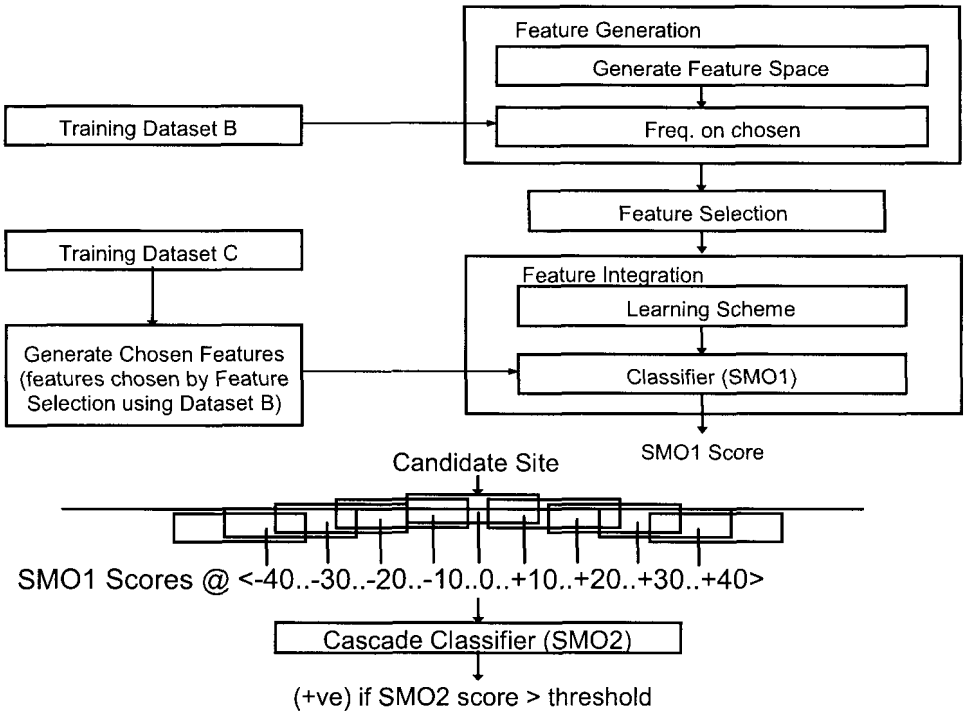 Feature Generation
Generate Feature Space
Training Dataset B
Freq. on chosen
Feature Selection
Training Dataset C
Feature Integration
Learning Scheme
Generate Chosen Features
(features chosen by Feature
Selection using Dataset B)
Classifier (SMO1)
SMO1 Score
Candidate Site
SMO1 Scores @ <-40..-30..-20..-10..0..+10..+20..+30..+40>
Cascade Classifier (SMO2)
(+ve) if SMO2 score > threshold